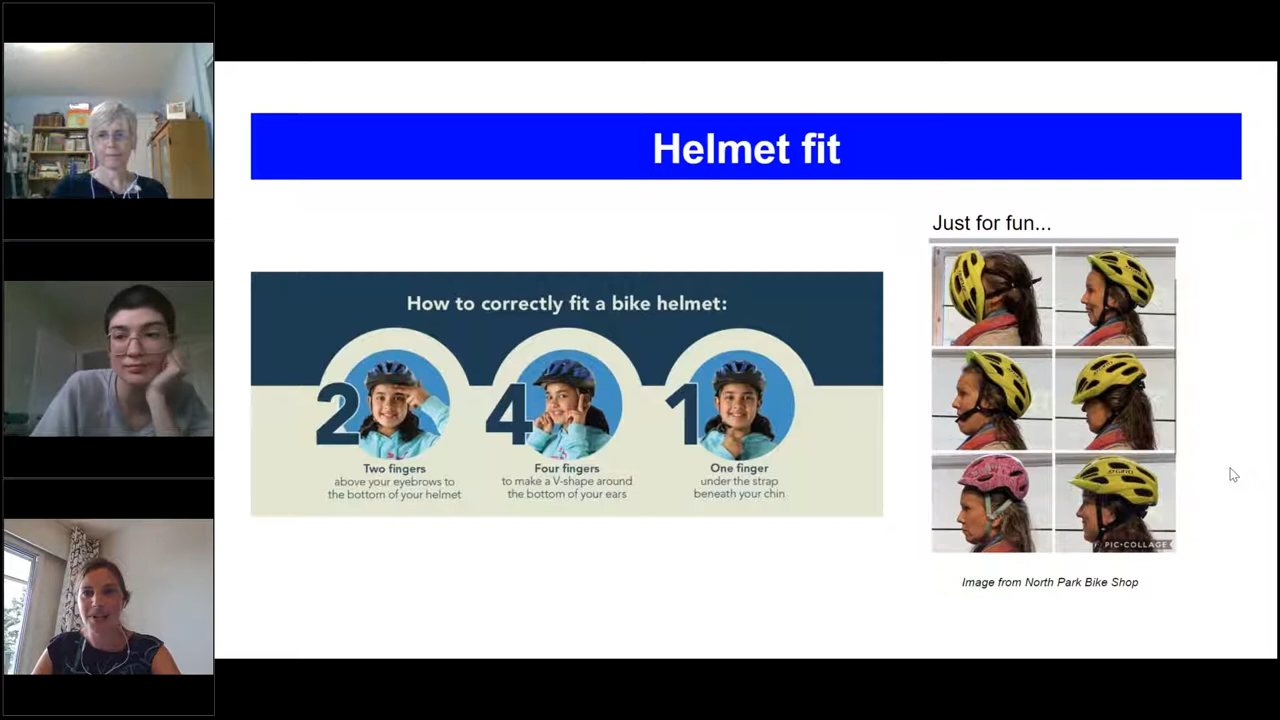 Helmet fit
Just for fun...
How to correctly fit a bike helmet:
2
4
1
Two fingers
above your eyebrows to
the bottom of your helmet
Four fingers
to make a V-shape around
the bottom of your ears
One finger
under the strap
beneath your chin
PIC•COLLAGE
Image from North Park Bike Shop